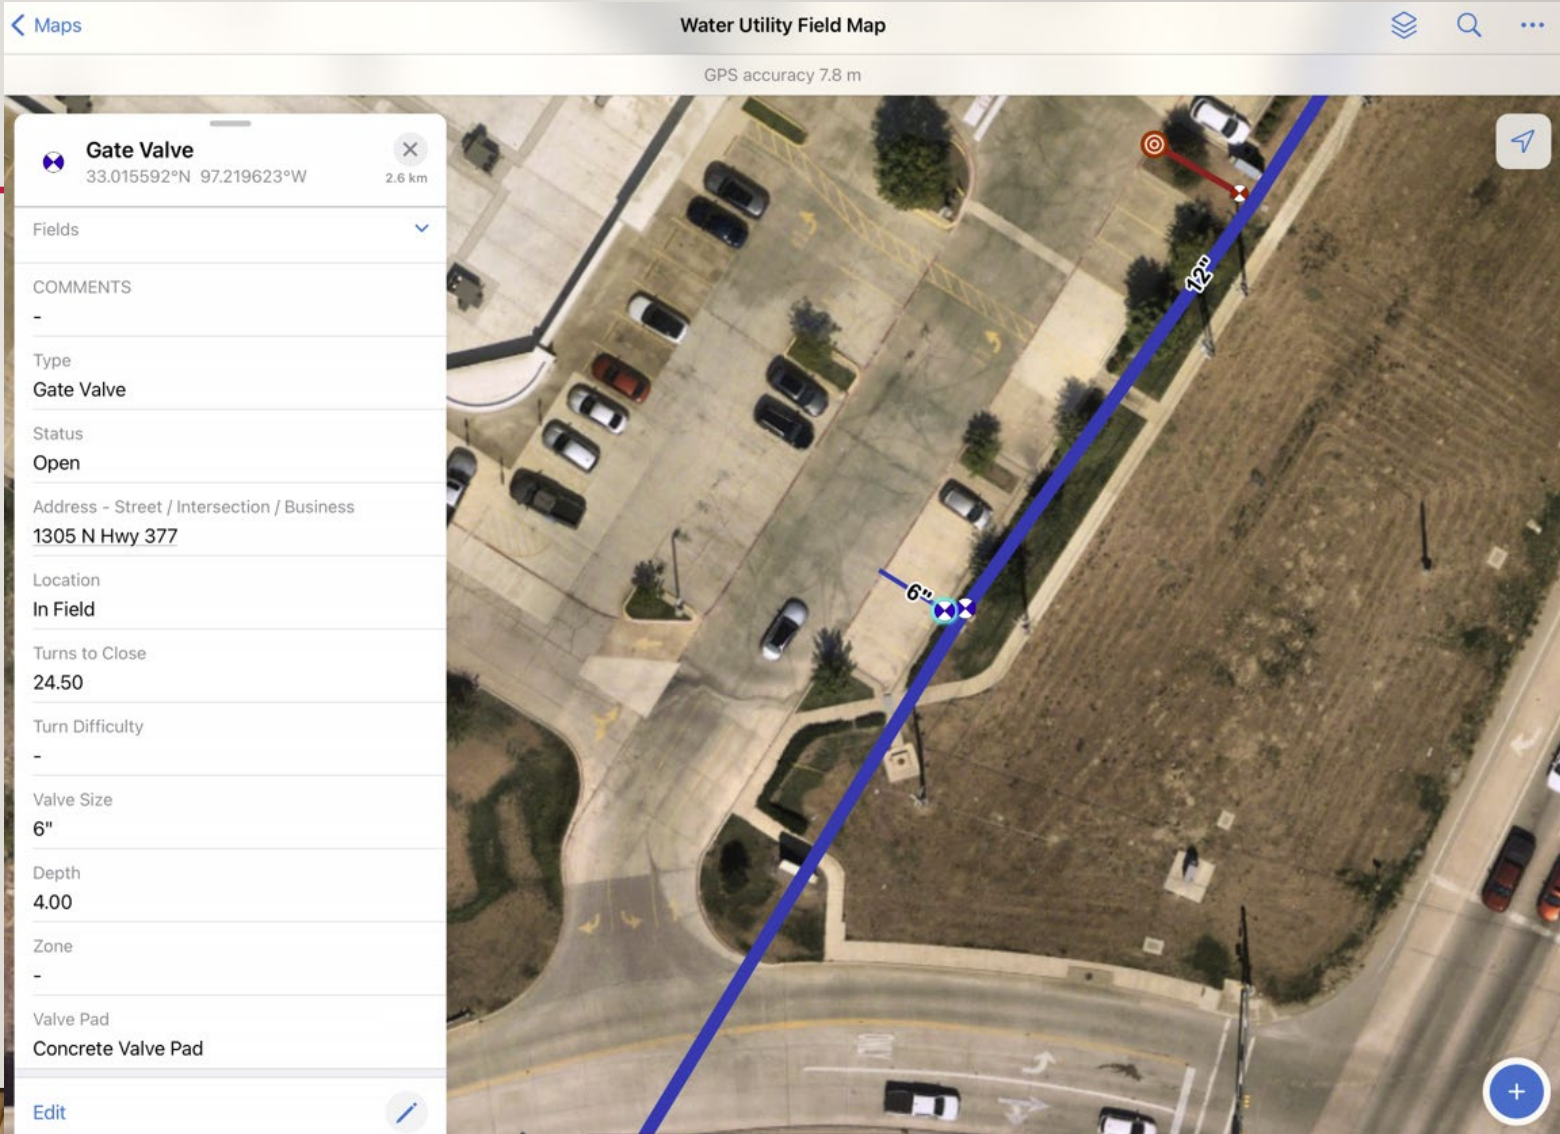 Maps
Water Utility Field Map
GPS accuracy 7.8 m
Gate Valve
33.015592°N 97.219623°W
2.6 km
Fields
COMMENTS
-
Type
Gate Valve
Status
Open
Address - Street / Intersection / Business
1305 N Hwy 377
Location
In Field
Turns to Close
24.50
Turn Difficulty
-
Valve Size
6"
Depth
4.00
Zone
-
Valve Pad
Concrete Valve Pad
Edit
12"
6"